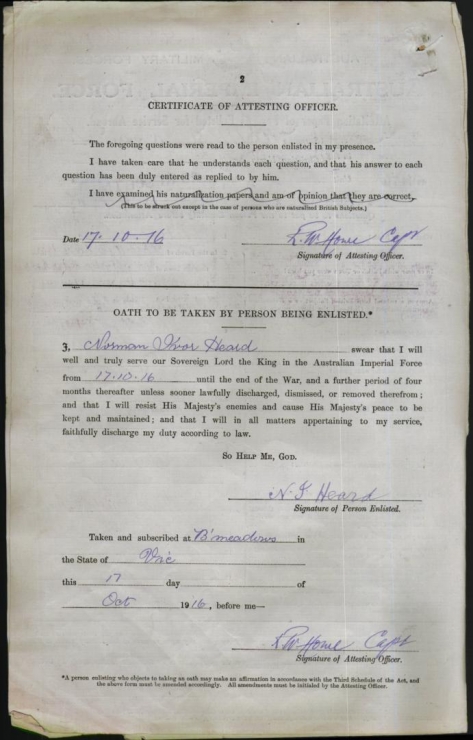 2
CERTIFICATE OF ATTESTING OFFICER.
The foregoing questions were read to the person enlisted in my presence.
I have taken care that he understands each question, and that his answer to each
question has been duly entered as replied to by him.
I have examined his naturalization papers and am of opinion that they are correct.
(This to be struck out except in the case of persons who are naturalized British Subjects.)
Date 17.10.16
Capt
Signature of Attesting Officer.
OATH TO BE TAKEN BY PERSON BEING ENLISTED.*
3, Norman Ivor Heard swear that I will
well and truly serve our Sovereign Lord the King in the Australian Imperial Force
from 17.10.16 until the end of the War, and a further period of four
months thereafter unless sooner lawfully discharged, dismissed, or removed therefrom;
and that I will resist His Majesty's enemies and cause His Majesty's peace to be
kept and maintained; and that I will in all matters appertaining to my service,
faithfully discharge my duty according to law.
SO HELP ME, GOD.
N. I Heard
Signature of Person Enlisted.
Taken and subscribed at B'meadows in
the State of Vic
this 17 day of
Oct 1916, before me—
Capt
Signature of Attesting Officer.
*A person enlisting who objects to taking an oath may make an affirmation in accordance with the Third Schedule of the Act, and
the above form must be amended accordingly. All amendments must be initialed by the Attesting Officer.